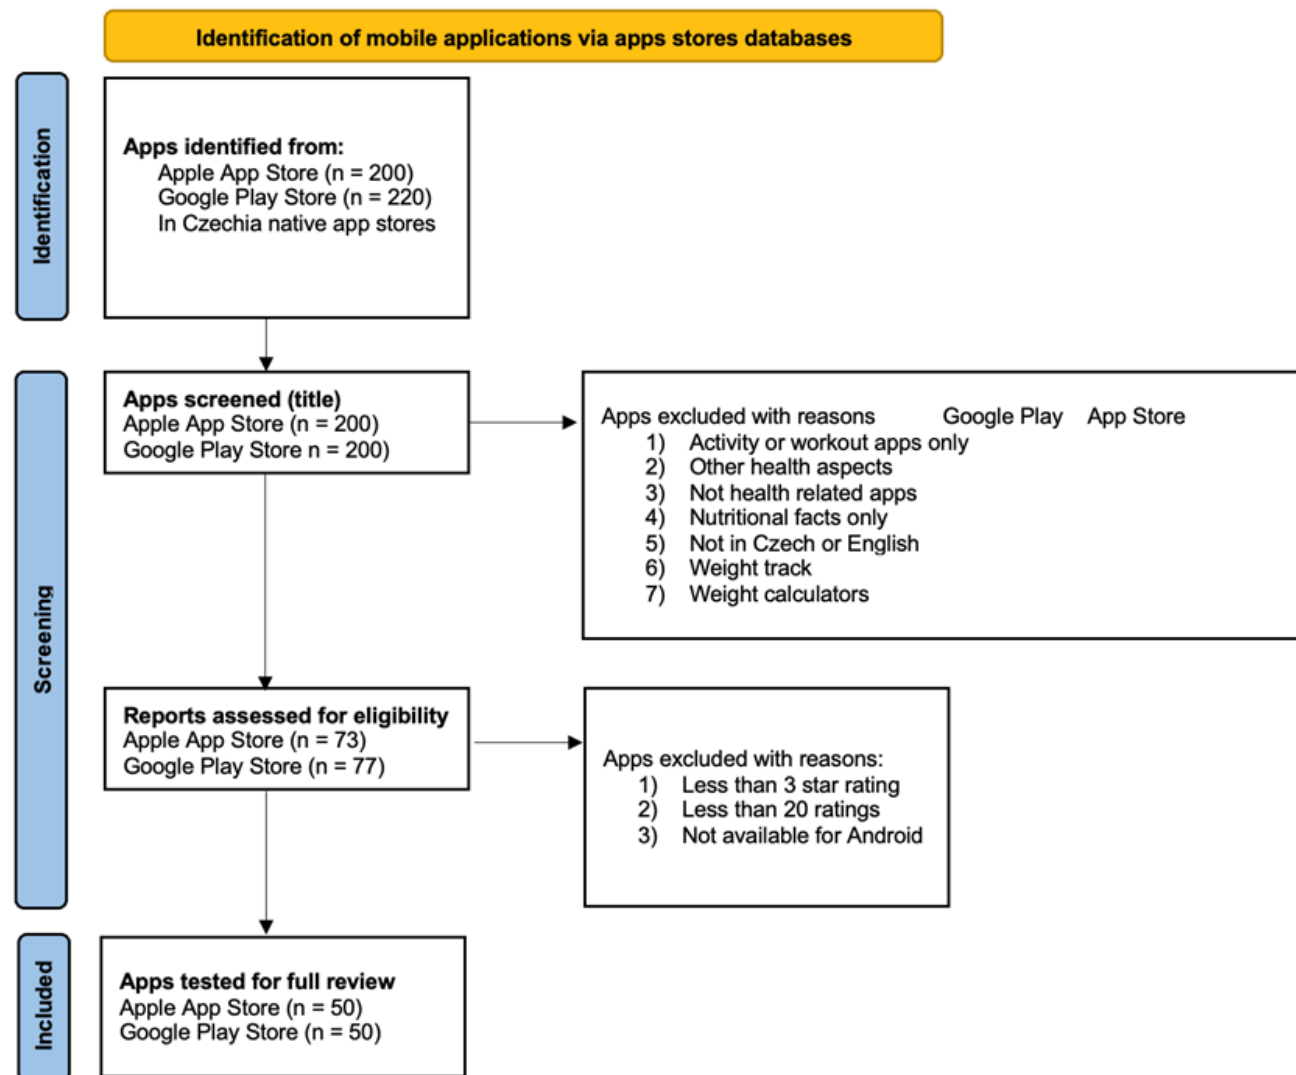 Identification of mobile applications via apps stores databases
Identification
Apps identified from:
Apple App Store (n = 200)
Google Play Store (n = 220)
In Czechia native app stores
Screening
Apps screened (title)
Apple App Store (n = 200)
Google Play Store n = 200)
Apps excluded with reasons Google Play App Store
1) Activity or workout apps only
2) Other health aspects
3) Not health related apps
4) Nutritional facts only
5) Not in Czech or English
6) Weight track
7) Weight calculators
Reports assessed for eligibility
Apple App Store (n = 73)
Google Play Store (n = 77)
Apps excluded with reasons:
1) Less than 3 star rating
2) Less than 20 ratings
3) Not available for Android
Included
Apps tested for full review
Apple App Store (n = 50)
Google Play Store (n = 50)